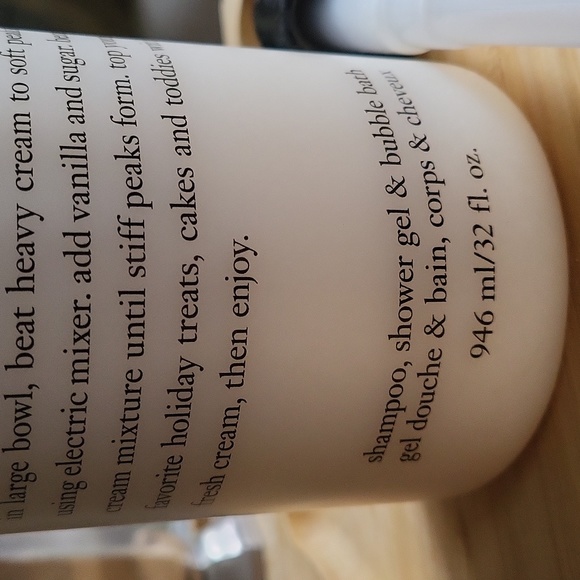 in large bowl, beat heavy cream to soft
using electric mixer. add vanilla and sugar.
cream mixture until stiff peaks form. top
favorite holiday treats, cakes and toddies
fresh cream, then enjoy.
shampoo, shower gel & bubble bath
gel douche & bain, corps & cheveux
946 ml/32 fl. oz.